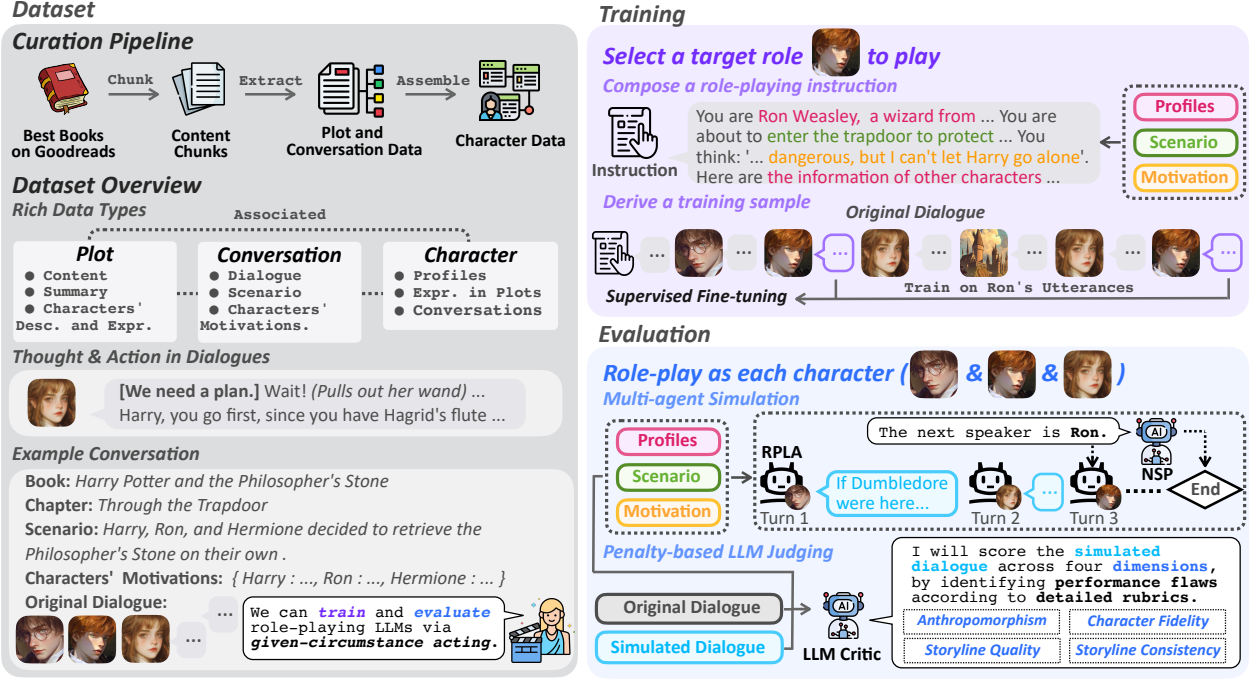 Dataset
Curation Pipeline
Chunk
Extract
Assemble
Best Books
on Goodreads
Content
Chunks
Plot and
Conversation Data
Character Data
Dataset Overview
Rich Data Types
Associated
Plot
● Content
● Summary
● Characters'
Desc. and Expr.
Conversation
● Dialogue
● Scenario
● Characters'
Motivations.
Character
● Profiles
● Expr. in Plots
● Conversations
Thought & Action in Dialogues
[We need a plan.] Wait! (Pulls out her wand) ...
Harry, you go first, since you have Hagrid's flute ...
Example Conversation
Book: Harry Potter and the Philosopher's Stone
Chapter: Through the Trapdoor
Scenario: Harry, Ron, and Hermione decided to retrieve the
Philosopher's Stone on their own .
Characters' Motivations: { Harry : ..., Ron : ..., Hermione : ... }
Original Dialogue:
...
...
We can train and evaluate
role-playing LLMs via
given-circumstance acting.
Training
Select a target role to play
Compose a role-playing instruction
Instruction
You are Ron Weasley, a wizard from ... You are
about to enter the trapdoor to protect ... You
think: '... dangerous, but I can't let Harry go alone'.
Here are the information of other characters ...
Profiles
Scenario
Motivation
Derive a training sample
Original Dialogue
... ... ... ... ... ... ...
Supervised Fine-tuning
Train on Ron's Utterances
Evaluation
Role-play as each character ( & & )
Multi-agent Simulation
Profiles
Scenario
Motivation
The next speaker is Ron.
AI
NSP
RPLA
If Dumbledore
were here...
...
Turn 1
Turn 2
Turn 3
End
Penalty-based LLM Judging
Original Dialogue
Simulated Dialogue
AI
LLM Critic
I will score the simulated
dialogue across four dimensions,
by identifying performance flaws
according to detailed rubrics.
Anthropomorphism
Character Fidelity
Storyline Quality
Storyline Consistency